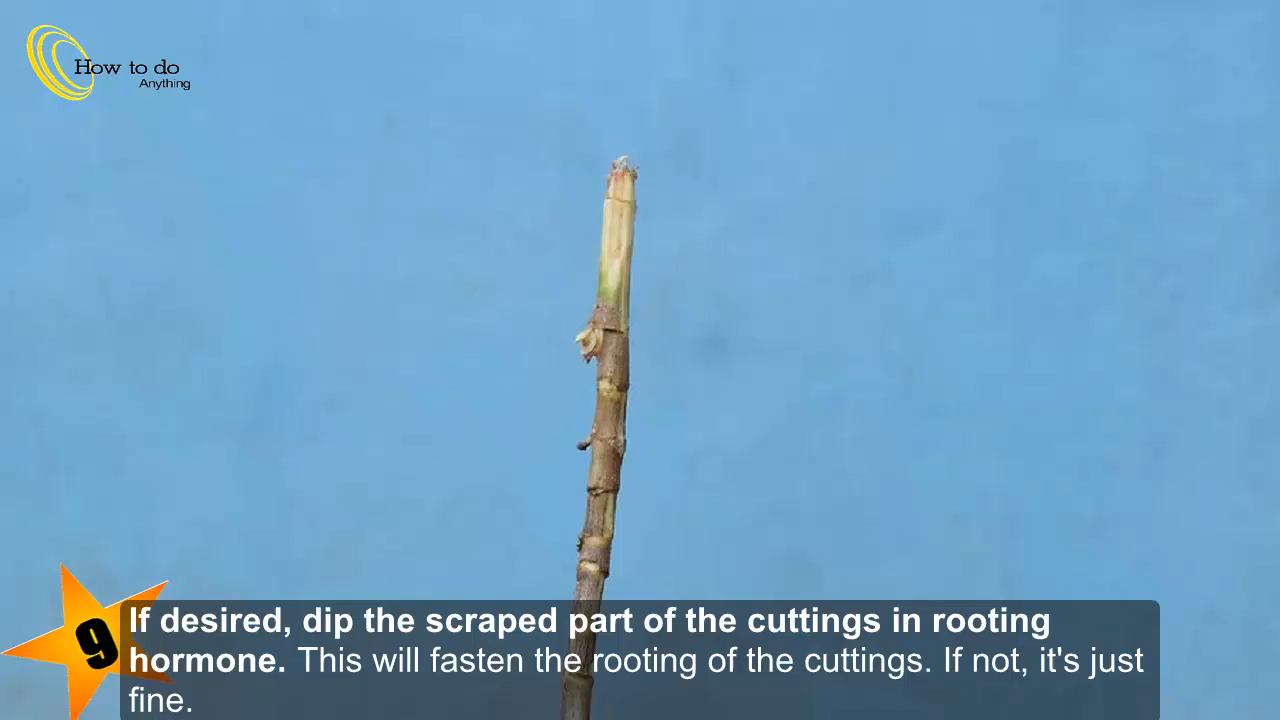 How to do
Anything
9
If desired, dip the scraped part of the cuttings in rooting
hormone. This will fasten the rooting of the cuttings. If not, it's just
fine.